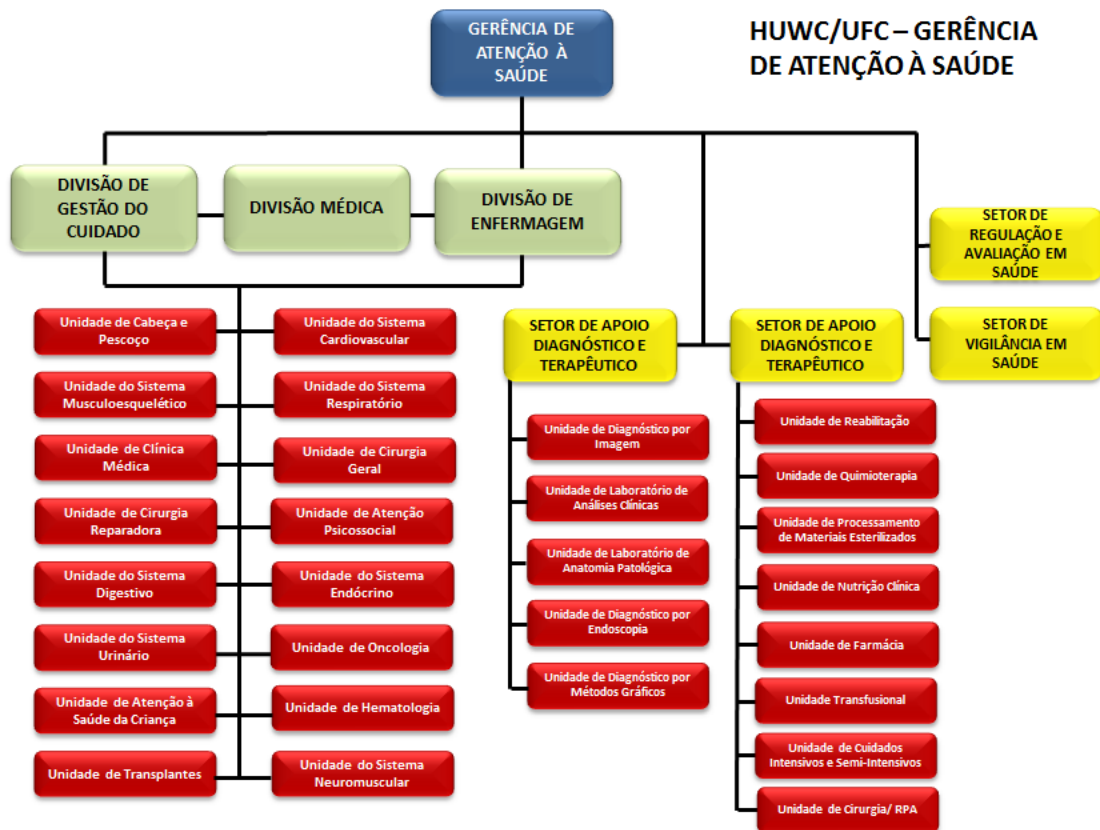 GERÊNCIA DE
ATENÇÃO À
SAÚDE
HUWC/UFC – GERÊNCIA
DE ATENÇÃO À SAÚDE
DIVISÃO DE
GESTÃO DO
CUIDADO
DIVISÃO MÉDICA
DIVISÃO DE
ENFERMAGEM
SETOR DE
REGULAÇÃO E
AVALIAÇÃO EM
SAÚDE
SETOR DE
VIGILÂNCIA EM
SAÚDE
Unidade de Cabeça e
Pescoço
Unidade do Sistema
Cardiovascular
Unidade do Sistema
Musculoesquelético
Unidade do Sistema
Respiratório
Unidade de Clínica
Médica
Unidade de Cirurgia
Geral
Unidade de Cirurgia
Reparadora
Unidade de Atenção
Psicossocial
Unidade do Sistema
Digestivo
Unidade do Sistema
Endócrino
Unidade do Sistema
Urinário
Unidade de Oncologia
Unidade de Atenção à
Saúde da Criança
Unidade de Hematologia
Unidade de Transplantes
Unidade do Sistema
Neuromuscular
SETOR DE APOIO
DIAGNÓSTICO E
TERAPÊUTICO
Unidade de Diagnóstico por
Imagem
Unidade de Laboratório de
Análises Clínicas
Unidade de Laboratório de
Anatomia Patológica
Unidade de Diagnóstico por
Endoscopia
Unidade de Diagnóstico por
Métodos Gráficos
SETOR DE APOIO
DIAGNÓSTICO E
TERAPÊUTICO
Unidade de Reabilitação
Unidade de Quimioterapia
Unidade de Processamento
de Materiais Esterilizados
Unidade de Nutrição Clínica
Unidade de Farmácia
Unidade Transfusional
Unidade de Cuidados
Intensivos e Semi-Intensivos
Unidade de Cirurgia/ RPA